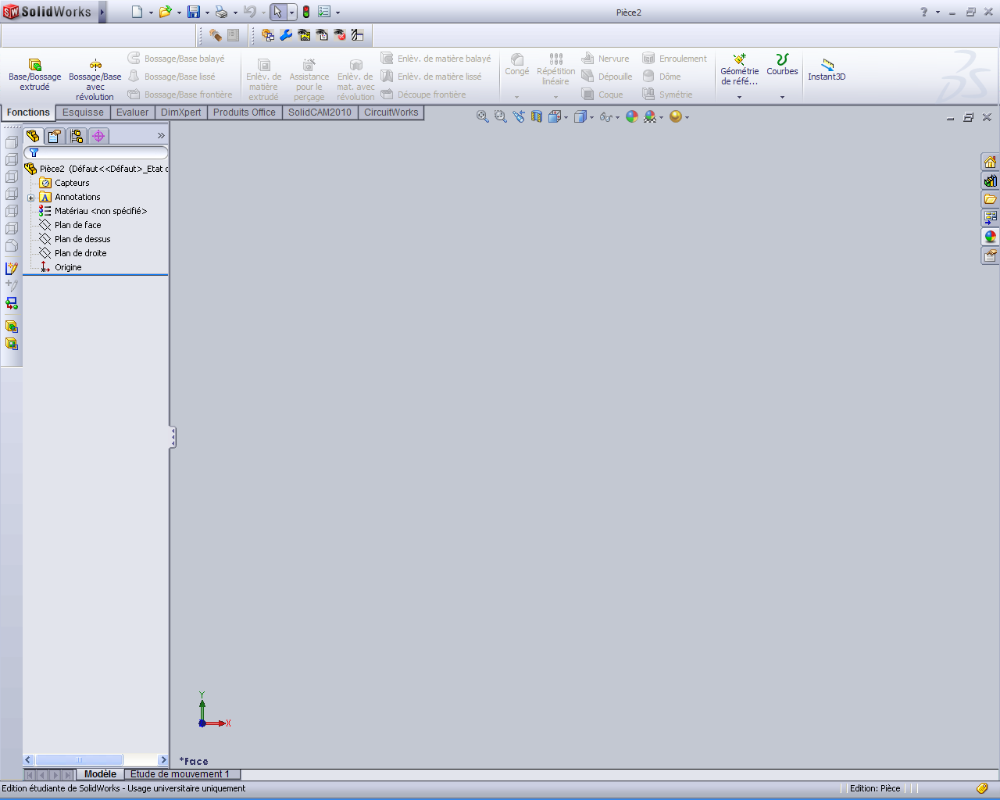 SolidWorks
Pièce2
Base/Bossage extrudé
Bossage/Base avec révolution
Bossage/Base balayé
Bossage/Base lissé
Bossage/Base frontière
Enlèv. de matière extrudé
Assistance pour le perçage
Enlèv. de mat. avec révolution
Enlèv. de matière balayé
Enlèv. de matière lissé
Découpe frontière
Congé
Répétition linéaire
Nervure
Dépouille
Coque
Enroulement
Dôme
Symétrie
Géométrie de réfé...
Courbes
Instant3D
Fonctions
Esquisse
Evaluer
DimXpert
Produits Office
SolidCAM2010
CircuitWorks
Pièce2 (Défaut<<Défaut>_Etat d
Capteurs
Annotations
Matériau <non spécifié>
Plan de face
Plan de dessus
Plan de droite
Origine
Y
X
*Face
Modèle
Etude de mouvement 1
Edition étudiante de SolidWorks - Usage universitaire uniquement
Edition: Pièce